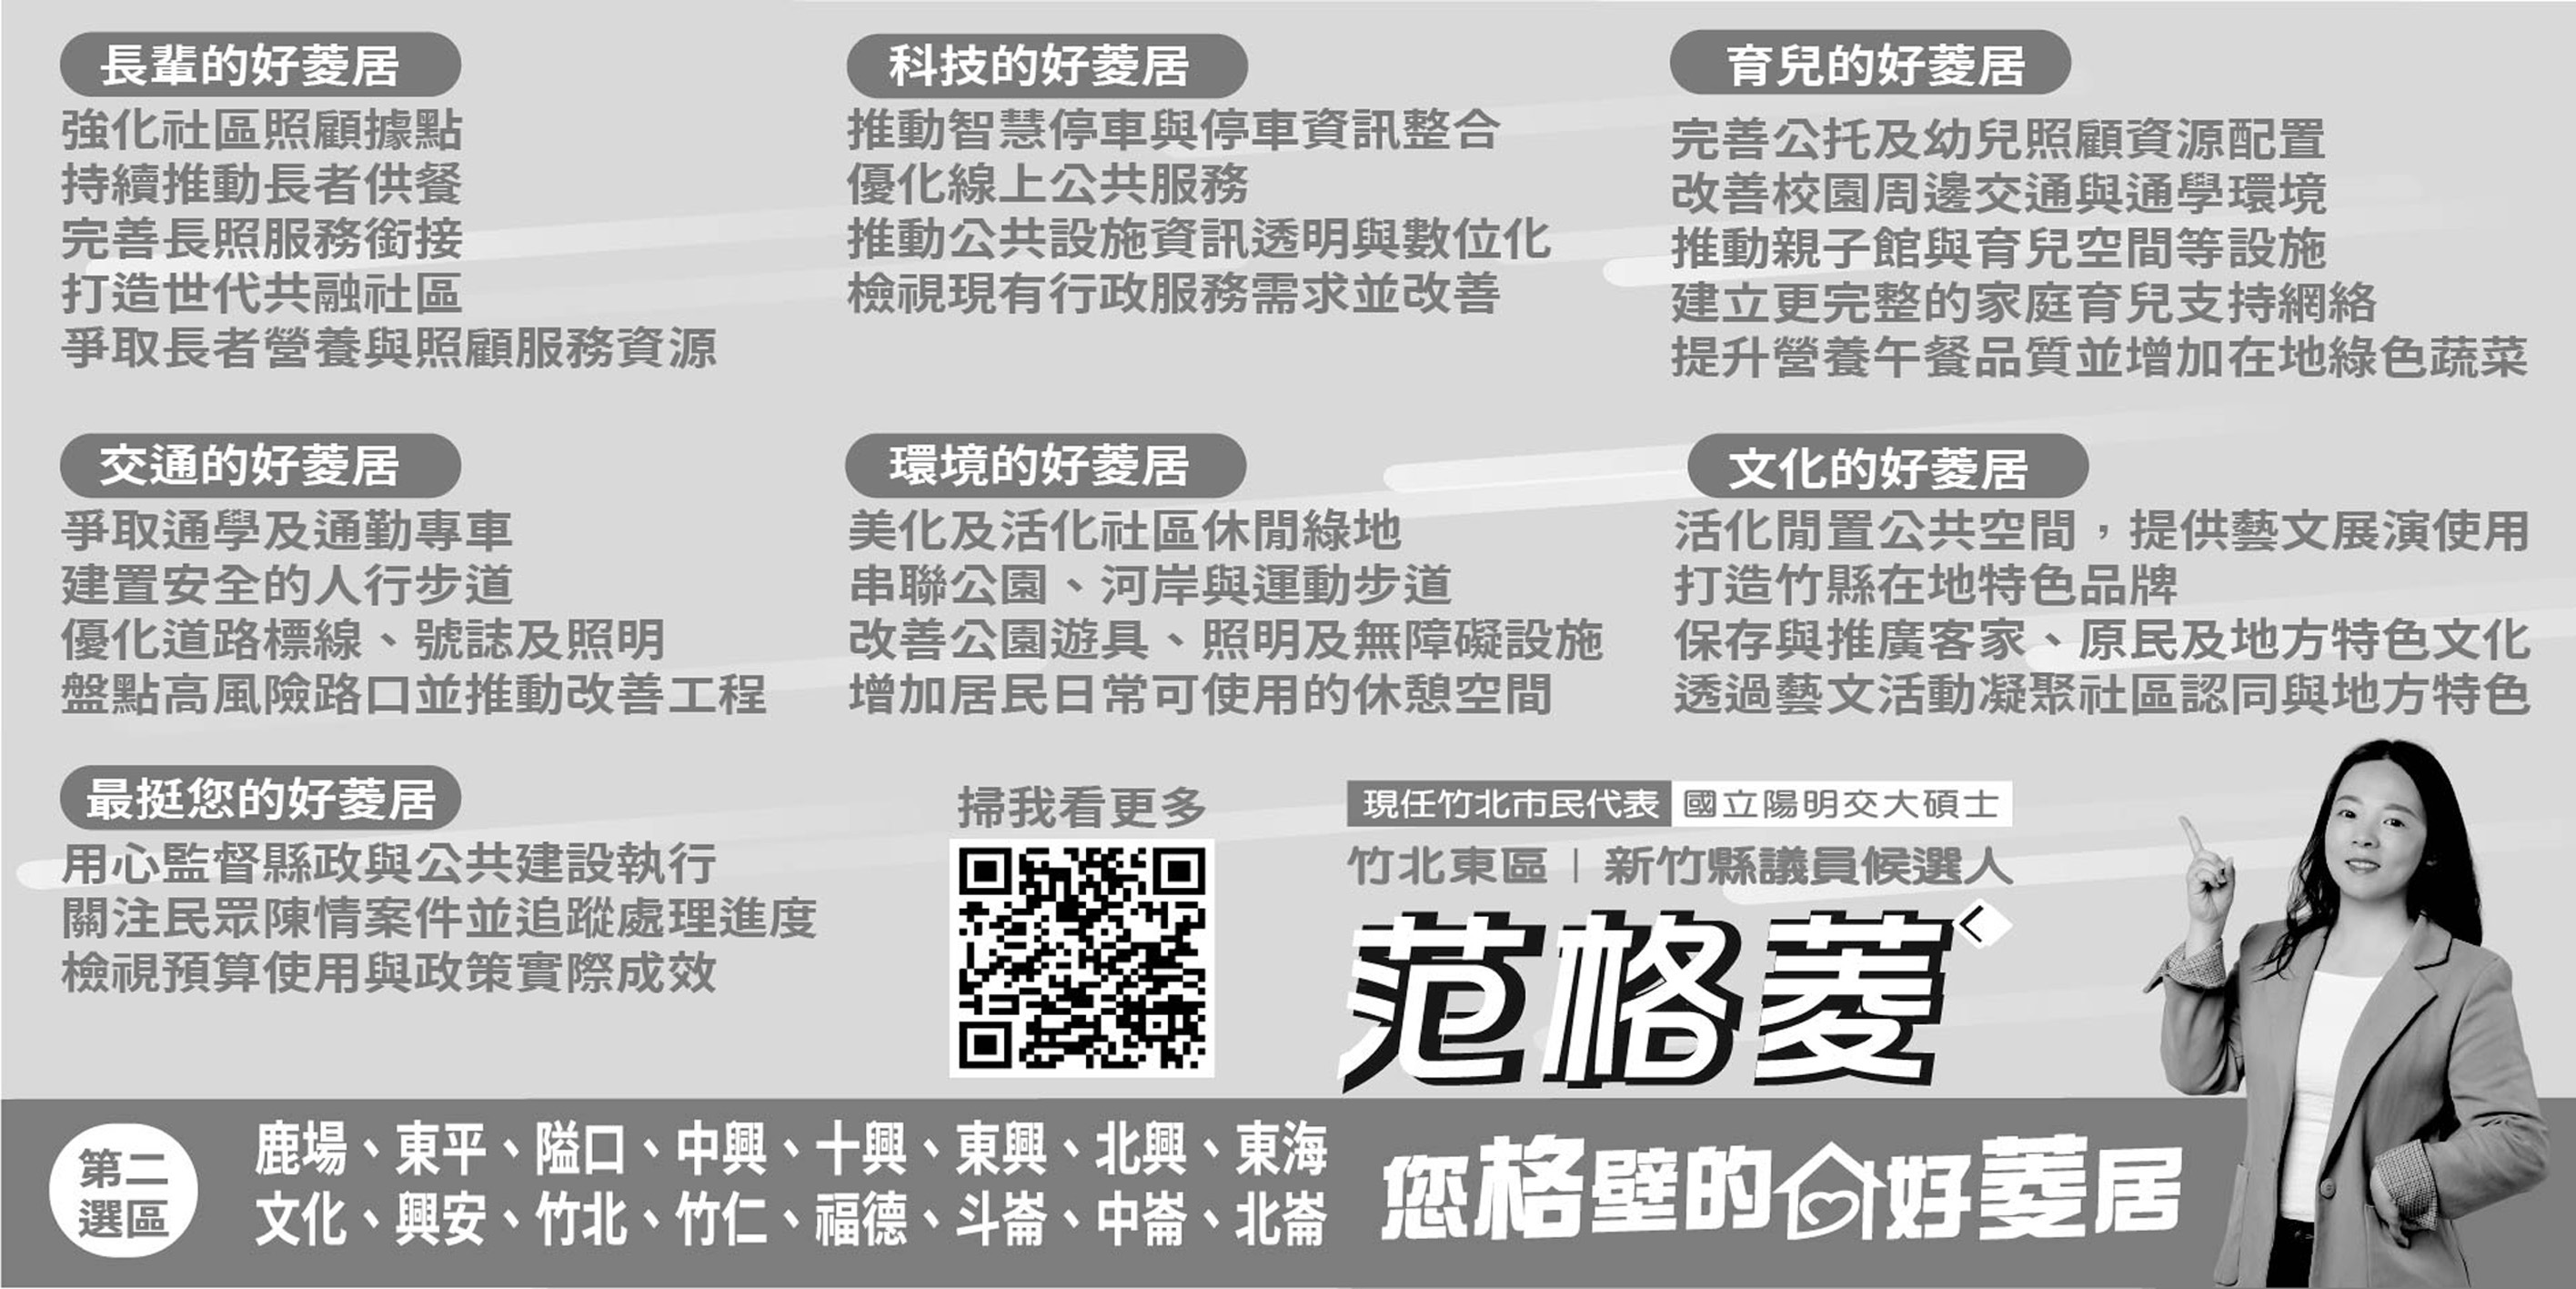 長輩的好菱居
強化社區照顧據點
持續推動長者供餐
完善長照服務銜接
打造世代共融社區
爭取長者營養與照顧服務資源
科技的好菱居
推動智慧停車與停車資訊整合
優化線上公共服務
推動公共設施資訊透明與數位化
檢視現有行政服務需求並改善
育兒的好菱居
完善公托及幼兒照顧資源配置
改善校園周邊交通與通學環境
推動親子館與育兒空間等設施
建立更完整的家庭育兒支持網絡
提升營養午餐品質並增加在地綠色蔬菜
交通的好菱居
爭取通學及通勤專車
建置安全的人行步道
優化道路標線、號誌及照明
盤點高風險路口並推動改善工程
環境的好菱居
美化及活化社區休閒綠地
串聯公園、河岸與運動步道
改善公園遊具、照明及無障礙設施
增加居民日常可使用的休憩空間
文化的好菱居
活化閒置公共空間，提供藝文展演使用
打造竹縣在地特色品牌
保存與推廣客家、原民及地方特色文化
透過藝文活動凝聚社區認同與地方特色
最挺您的好菱居
用心監督縣政與公共建設執行
關注民眾陳情案件並追蹤處理進度
檢視預算使用與政策實際成效
掃我看更多
現任竹北市民代表 國立陽明交大碩士
竹北東區｜新竹縣議員候選人
范格菱
第二
選區
鹿場、東平、隘口、中興、十興、東興、北興、東海
文化、興安、竹北、竹仁、福德、斗崙、中崙、北崙
您格壁的好菱居